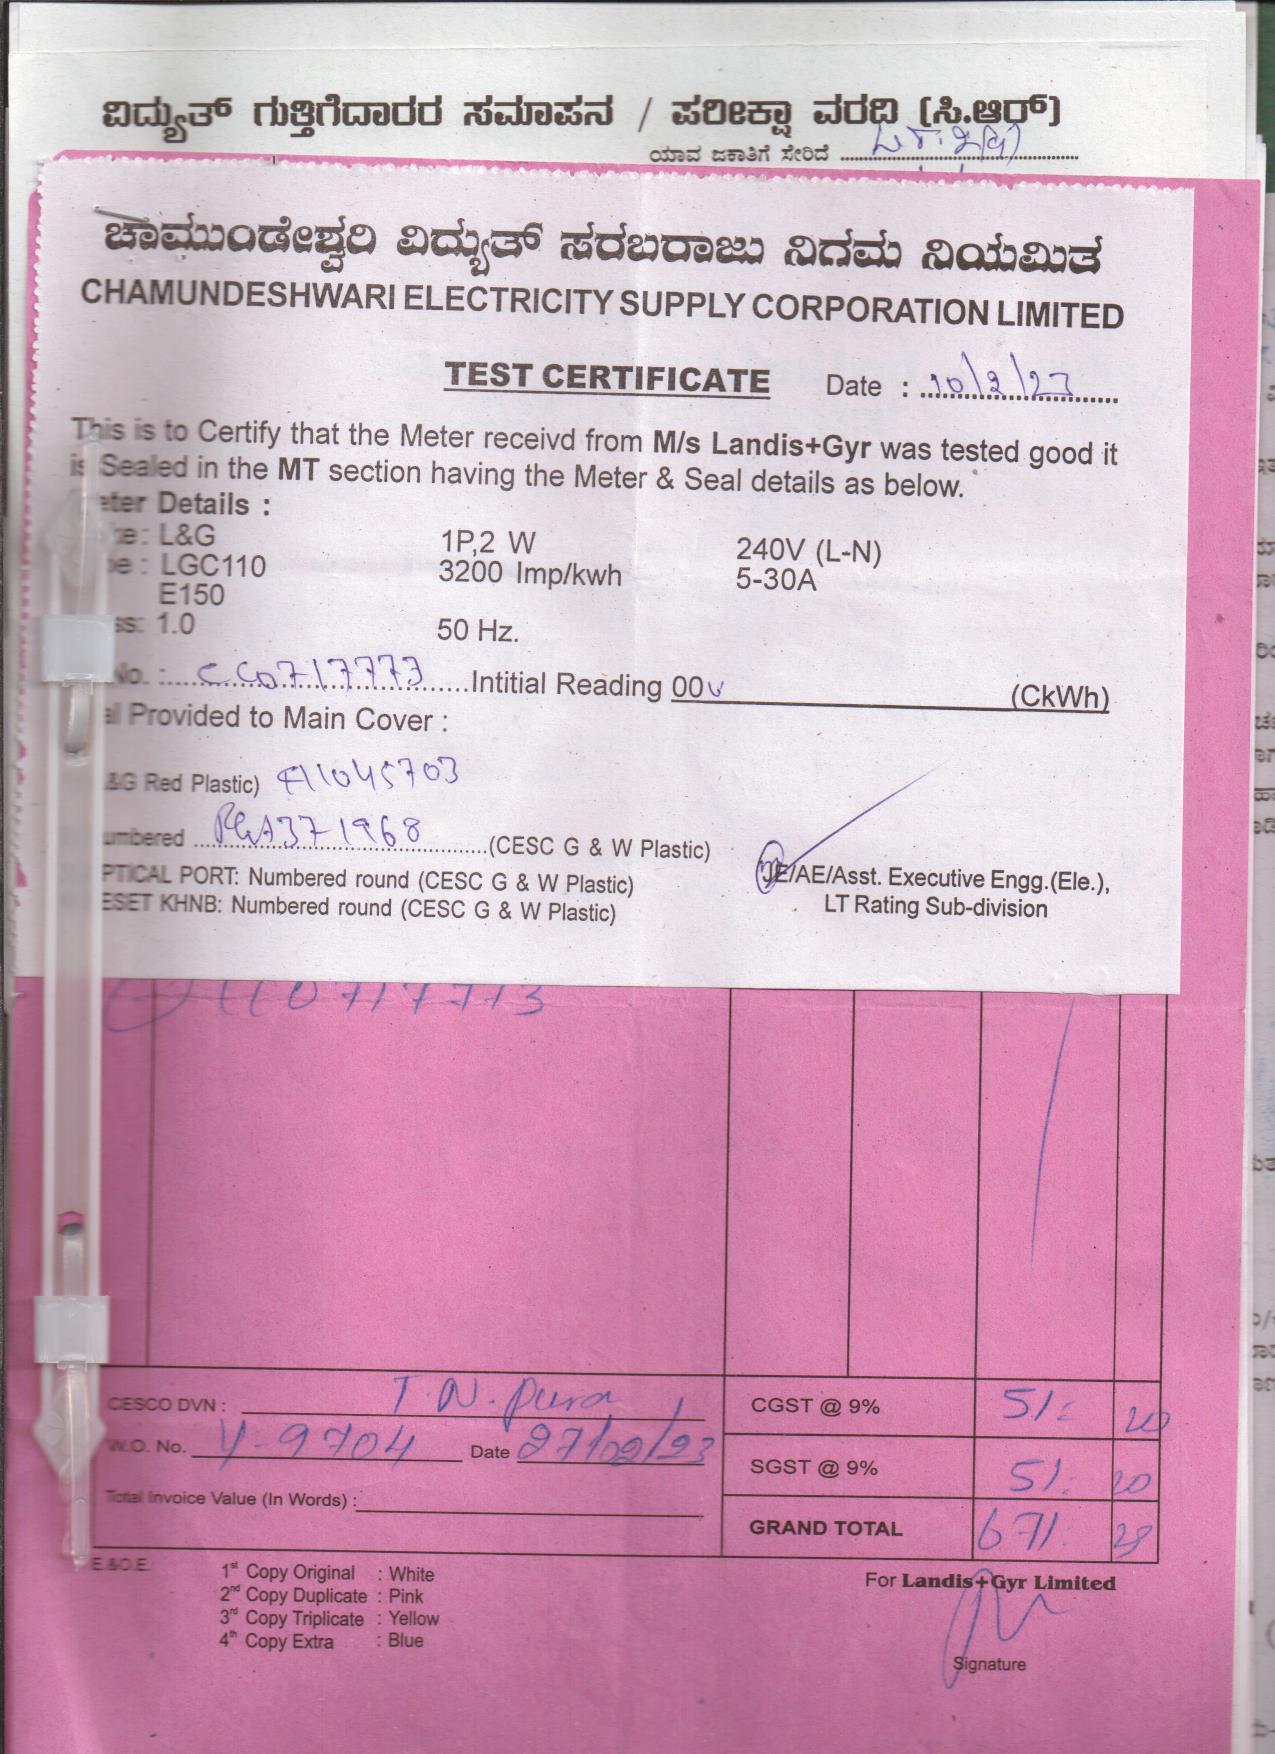 ವಿದ್ಯುತ್ ಗುತ್ತಿಗೆದಾರರ ಸಮಾಪನ / ಪರೀಕ್ಷಾ ವರದಿ (ಸಿ.ಆರ್)
ಯಾವ ಜಕಾತಿಗೆ ಸೇರಿದೆ
ಚಾಮುಂಡೇಶ್ವರಿ ವಿದ್ಯುತ್ ಸರಬರಾಜು ನಿಗಮ ನಿಯಮಿತ
CHAMUNDESHWARI ELECTRICITY SUPPLY CORPORATION LIMITED
TEST CERTIFICATE Date : 10/2/23
This is to Certify that the Meter receivd from M/s Landis+Gyr was tested good it
is Sealed in the MT section having the Meter & Seal details as below.
Details :
L&G 1P,2 W 240V (L-N)
: LGC110 3200 Imp/kwh 5-30A
E150
1.0 50 Hz.
No. : CC0717773 Intitial Reading 00 (CkWh)
Provided to Main Cover :
Red Plastic) 41045703
371968 (CESC G & W Plastic)
PORT: Numbered round (CESC G & W Plastic) JE/AE/Asst. Executive Engg.(Ele.),
KHNB: Numbered round (CESC G & W Plastic) LT Rating Sub-division
CC0717773
CESCO DVN : T.N. pura CGST @ 9% 51. 20
W.O. No. Y-9704 Date 27/02/23 SGST @ 9% 51. 20
Total Invoice Value (In Words) : GRAND TOTAL 671.
E.&O.E.
1st Copy Original : White For Landis+Gyr Limited
2nd Copy Duplicate : Pink
3rd Copy Triplicate : Yellow
4th Copy Extra : Blue
Signature